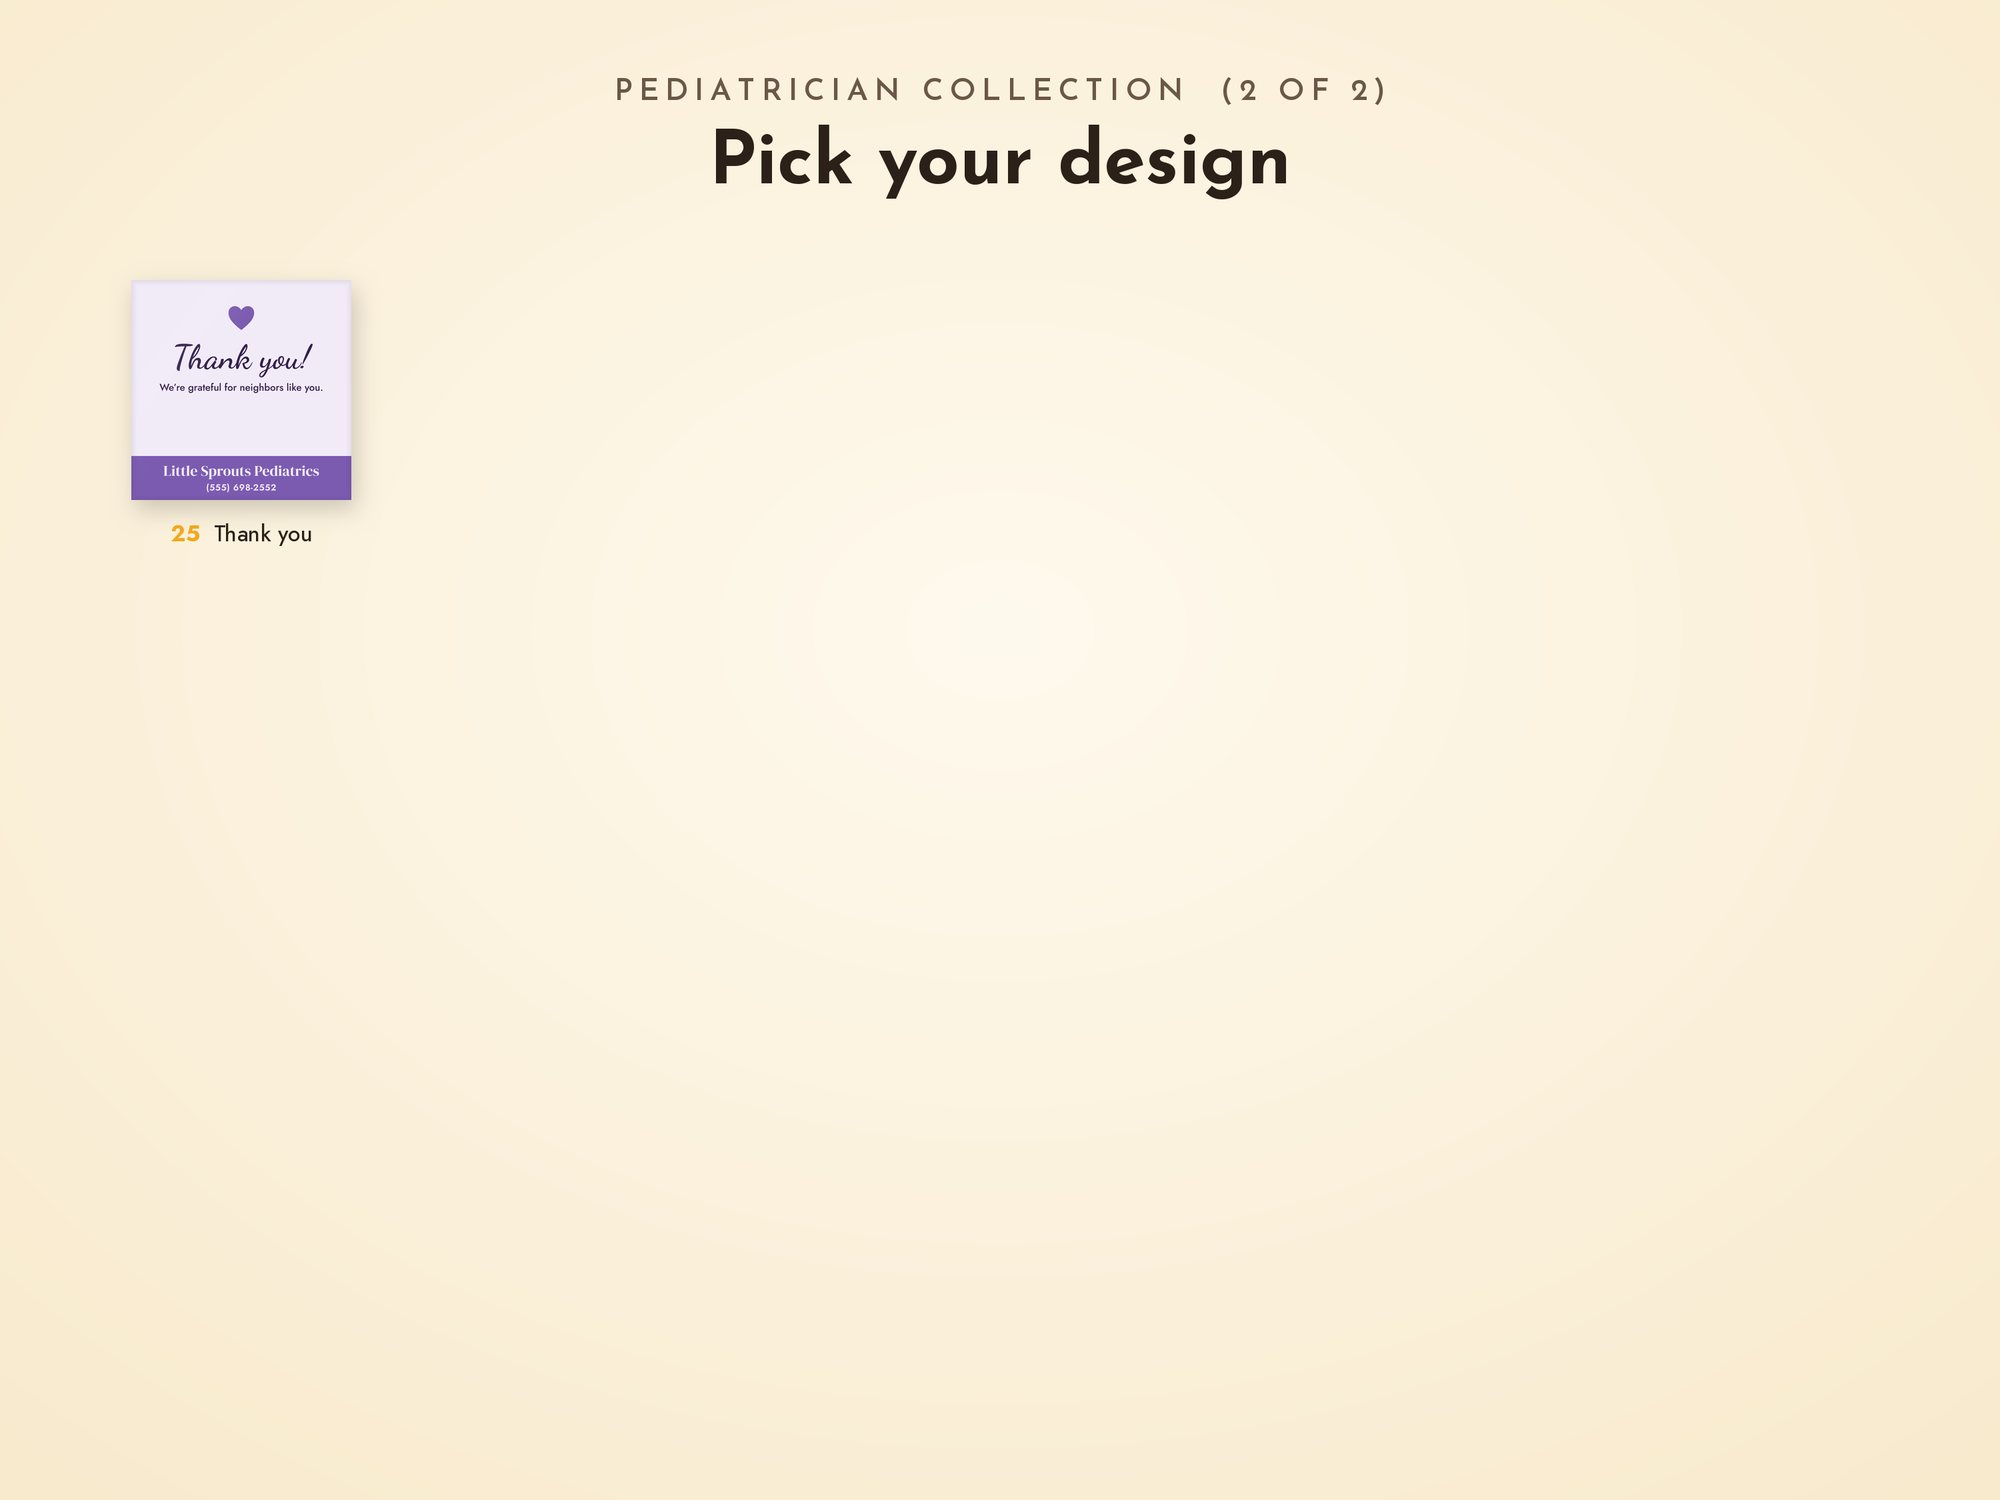 PEDIATRICIAN COLLECTION (2 OF 2)
Pick your design
Thank you!
We're grateful for neighbors like you.
Little Sprouts Pediatrics
(555) 698-2552
25 Thank you